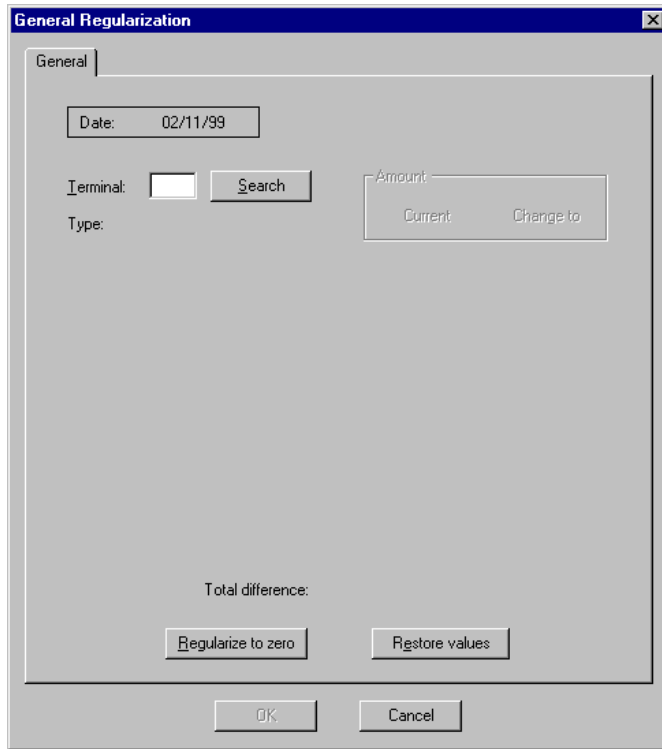 General Regularization
General
Date: 02/11/99
Terminal: Search
Amount
Current Change to
Type:
Total difference:
Regularize to zero Restore values
OK Cancel